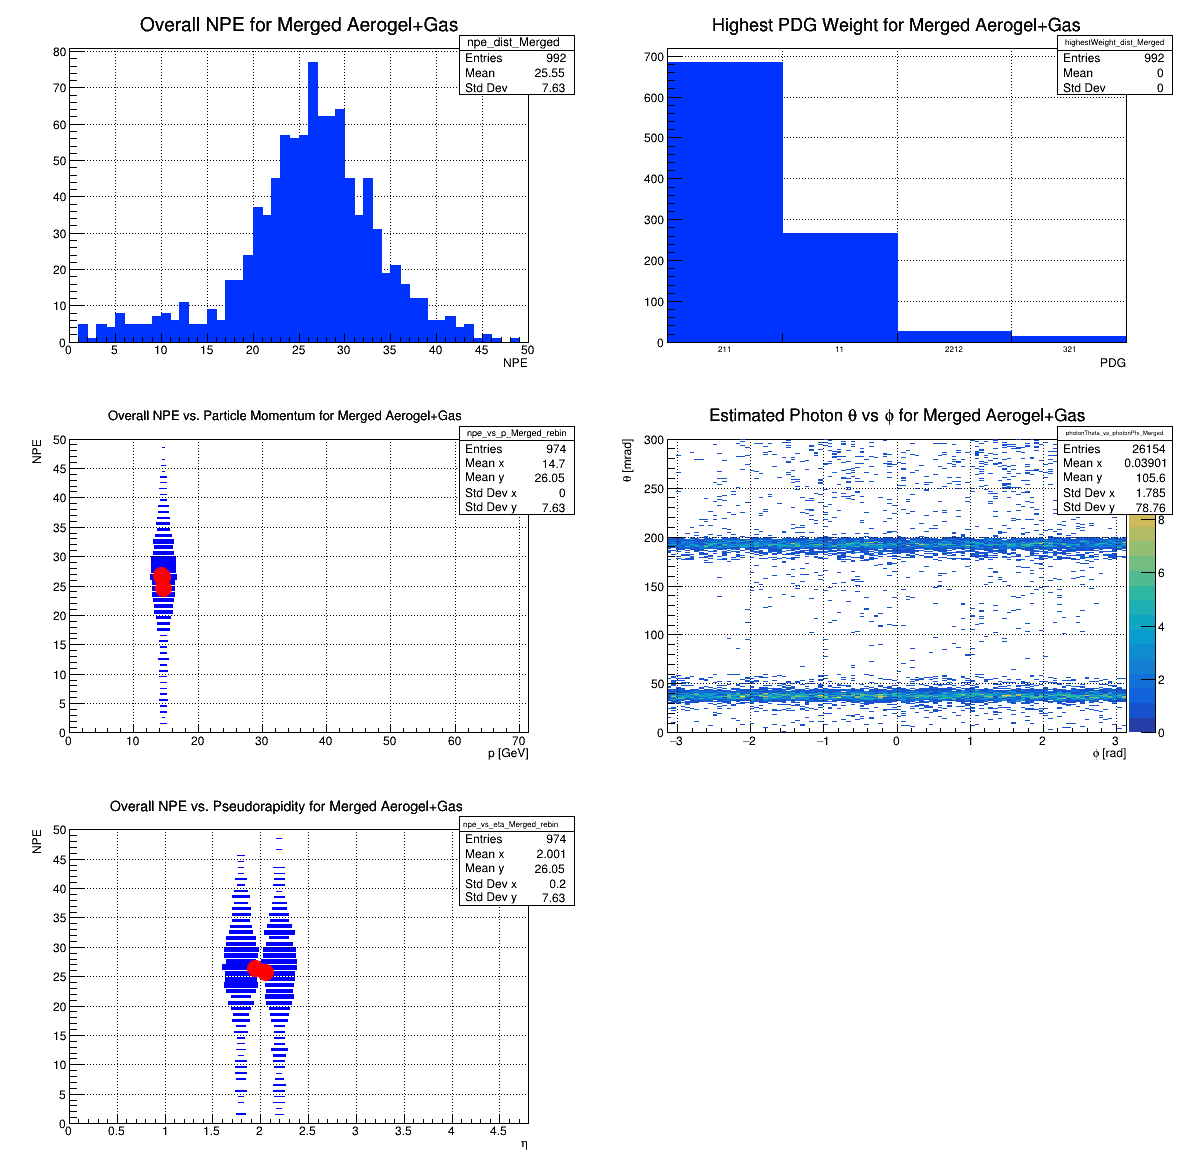 Overall NPE for Merged Aerogel+Gas
npe_dist_Merged
Entries 992
Mean 25.55
Std Dev 7.63
80
70
60
50
40
30
20
10
0
0 5 10 15 20 25 30 35 40 45 50
NPE
Highest PDG Weight for Merged Aerogel+Gas
highestWeight_dist_Merged
Entries 992
Mean 0
Std Dev 0
700
600
500
400
300
200
100
0
211 11 2212 321
PDG
Overall NPE vs. Particle Momentum for Merged Aerogel+Gas
npe_vs_p_Merged_rebin
Entries 974
Mean x 14.7
Mean y 26.05
Std Dev x 0
Std Dev y 7.63
NPE
50
45
40
35
30
25
20
15
10
5
0
0 10 20 30 40 50 60 70
p [GeV]
Estimated Photon θ vs ϕ for Merged Aerogel+Gas
photonTheta_vs_photonPhi_Merged
Entries 26154
Mean x 0.03901
Mean y 105.6
Std Dev x 1.785
Std Dev y 78.76
θ [mrad]
300
250
200
150
100
50
0
−3 −2 −1 0 1 2 3
ϕ [rad]
8
6
4
2
0
Overall NPE vs. Pseudorapidity for Merged Aerogel+Gas
npe_vs_eta_Merged_rebin
Entries 974
Mean x 2.001
Mean y 26.05
Std Dev x 0.2
Std Dev y 7.63
NPE
50
45
40
35
30
25
20
15
10
5
0
0 0.5 1 1.5 2 2.5 3 3.5 4 4.5
η